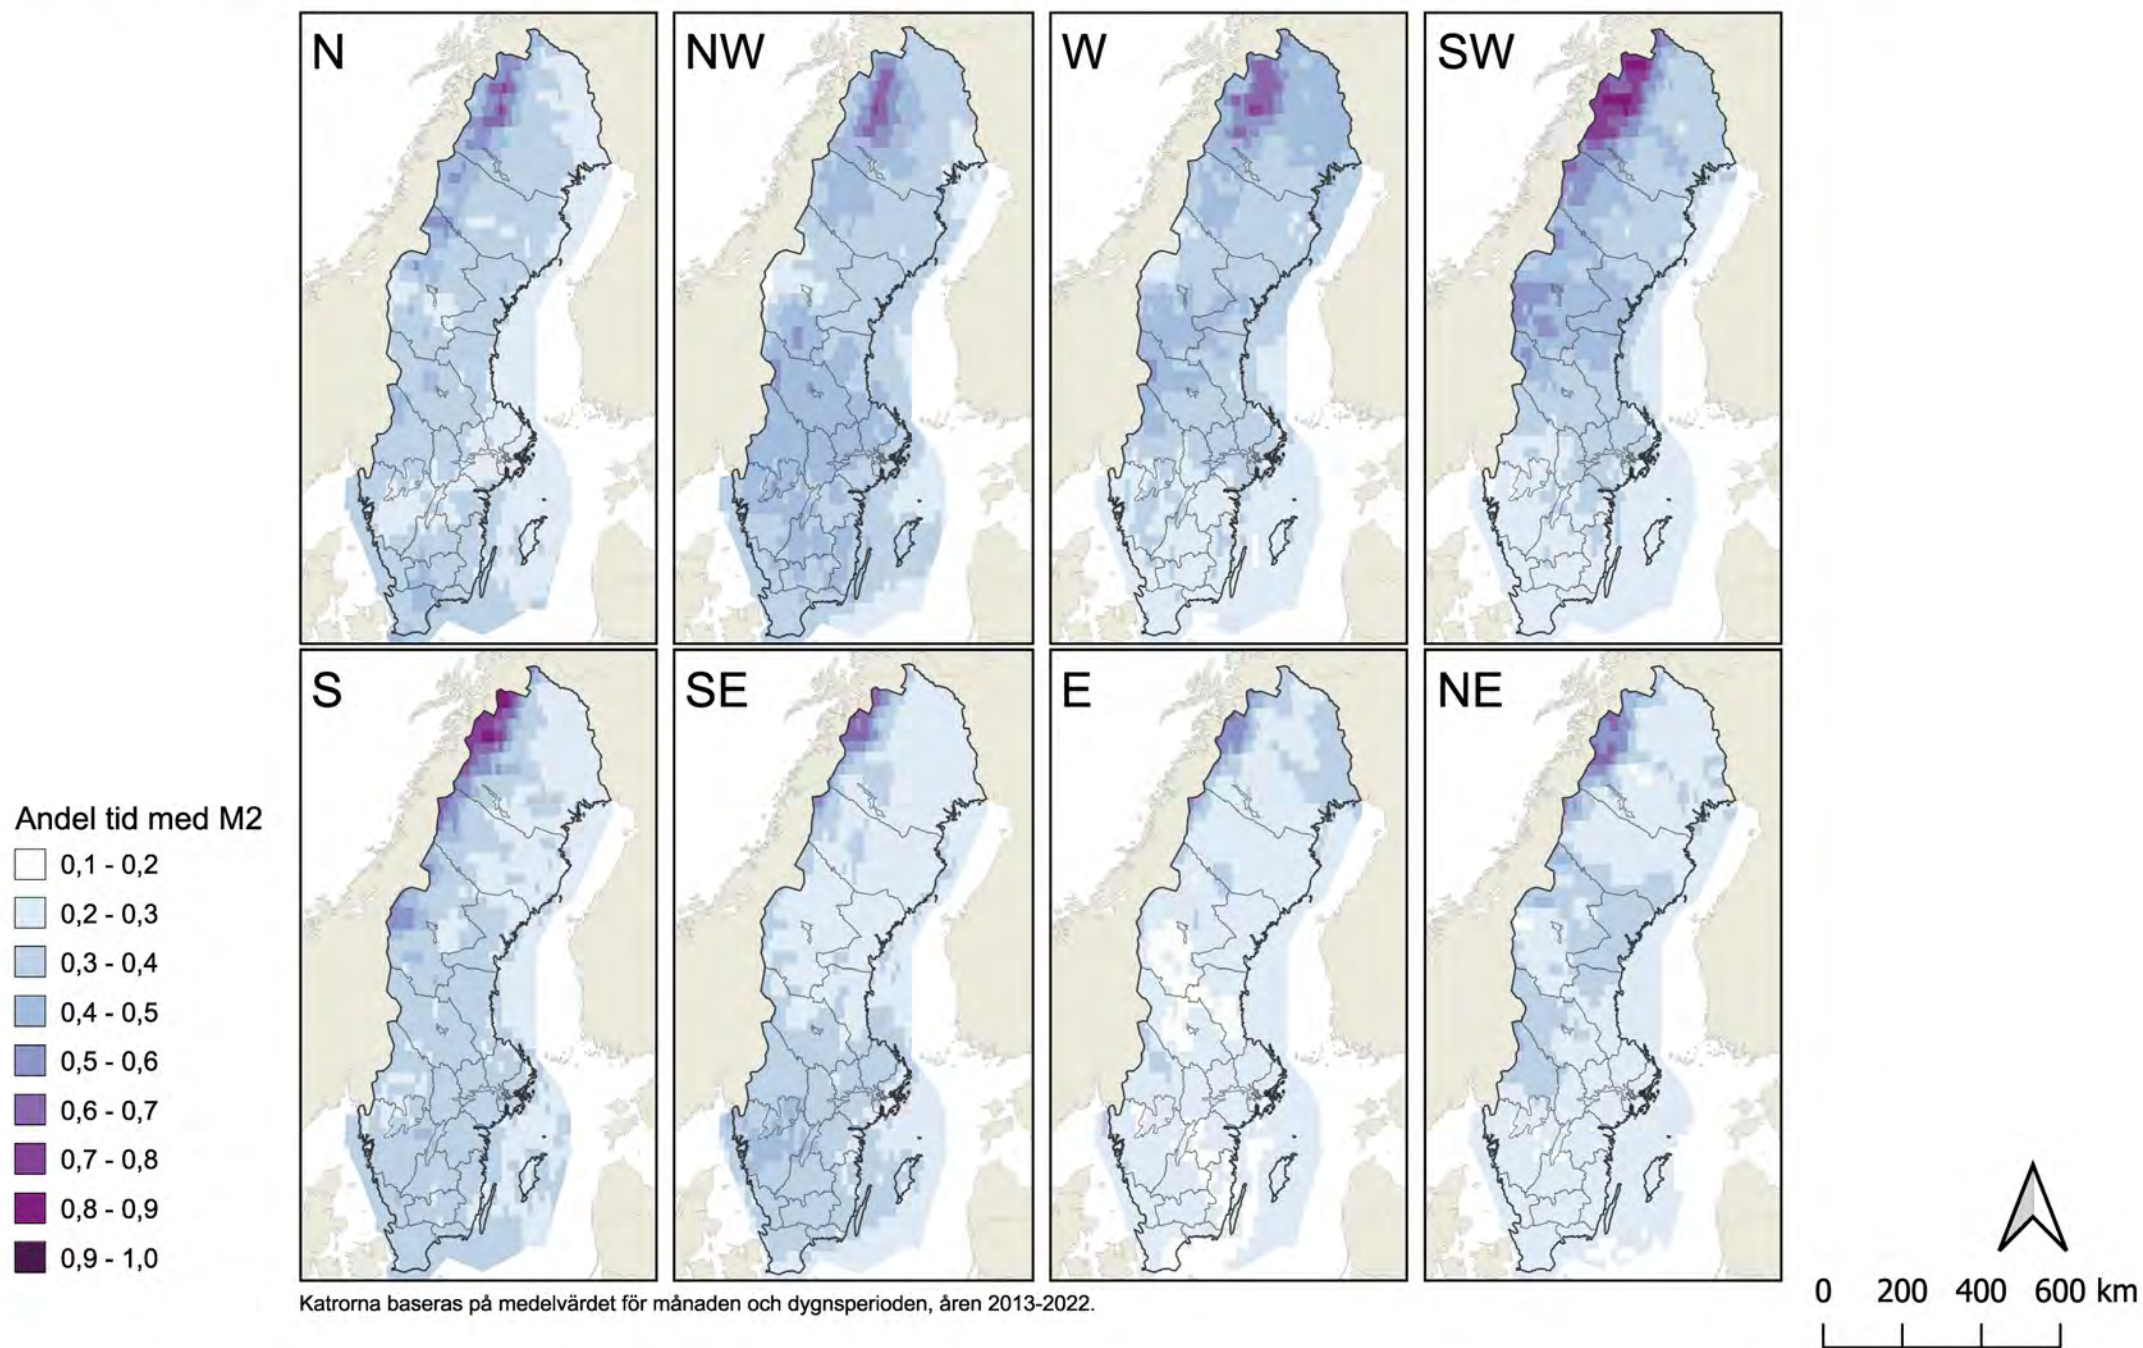 N
NW
W
SW
S
SE
E
NE
Andel tid med M2
0,1 - 0,2
0,2 - 0,3
0,3 - 0,4
0,4 - 0,5
0,5 - 0,6
0,6 - 0,7
0,7 - 0,8
0,8 - 0,9
0,9 - 1,0
Katrorna baseras på medelvärdet för månaden och dygnsperioden, åren 2013-2022.
0 200 400 600 km